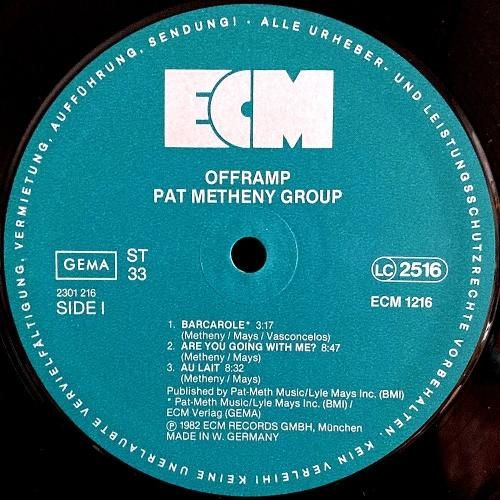 ALLE URHEBER- UND LEISTUNGSSCHUTZRECHTE VORBEHALTEN. KEIN VERLEIH! KEINE UNERLAUBTE VERVIELFÄLTIGUNG, VERMIETUNG, AUFFÜHRUNG, SENDUNG! ·
ECM
OFFRAMP
PAT METHENY GROUP
GEMA
ST
33
LC 2516
2301 216
SIDE I
ECM 1216
1. BARCAROLE* 3:17
(Metheny / Mays / Vasconcelos)
2. ARE YOU GOING WITH ME? 8:47
(Metheny / Mays)
3. AU LAIT 8:32
(Metheny / Mays)
Published by Pat-Meth Music/Lyle Mays Inc. (BMI)
* Pat-Meth Music/Lyle Mays Inc. (BMI) /
ECM Verlag (GEMA)
Ⓟ 1982 ECM RECORDS GMBH, München
MADE IN W. GERMANY